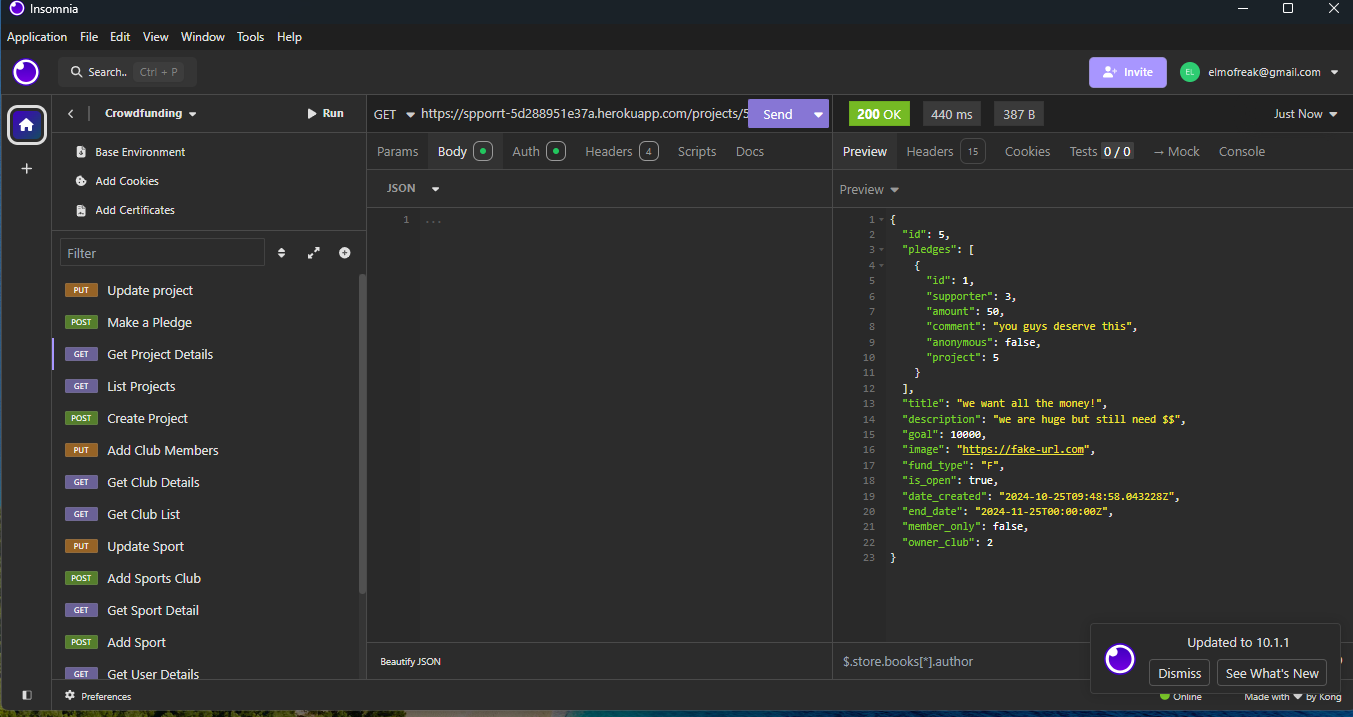 Insomnia
Application File Edit View Window Tools Help
Search.. Ctrl + P
Invite
EL elmofreak@gmail.com
Crowdfunding
Run
Base Environment
Add Cookies
Add Certificates
Filter
PUT Update project
POST Make a Pledge
GET Get Project Details
GET List Projects
POST Create Project
PUT Add Club Members
GET Get Club Details
GET Get Club List
PUT Update Sport
POST Add Sports Club
GET Get Sport Detail
POST Add Sport
GET Get User Details
Preferences
GET https://spporrt-5d288951e37a.herokuapp.com/projects/5 Send
Params Body Auth Headers 4 Scripts Docs
JSON
1 ...
Beautify JSON
200 OK 440 ms 387 B Just Now
Preview Headers 15 Cookies Tests 0 / 0 → Mock Console
Preview
1 {
2 "id": 5,
3 "pledges": [
4 {
5 "id": 1,
6 "supporter": 3,
7 "amount": 50,
8 "comment": "you guys deserve this",
9 "anonymous": false,
10 "project": 5
11 }
12 ],
13 "title": "we want all the money!",
14 "description": "we are huge but still need $$",
15 "goal": 10000,
16 "image": "https://fake-url.com",
17 "fund_type": "F",
18 "is_open": true,
19 "date_created": "2024-10-25T09:48:58.043228Z",
20 "end_date": "2024-11-25T00:00:00Z",
21 "member_only": false,
22 "owner_club": 2
23 }
$.store.books[*].author
Updated to 10.1.1
Dismiss See What's New
Online Made with ❤ by Kong